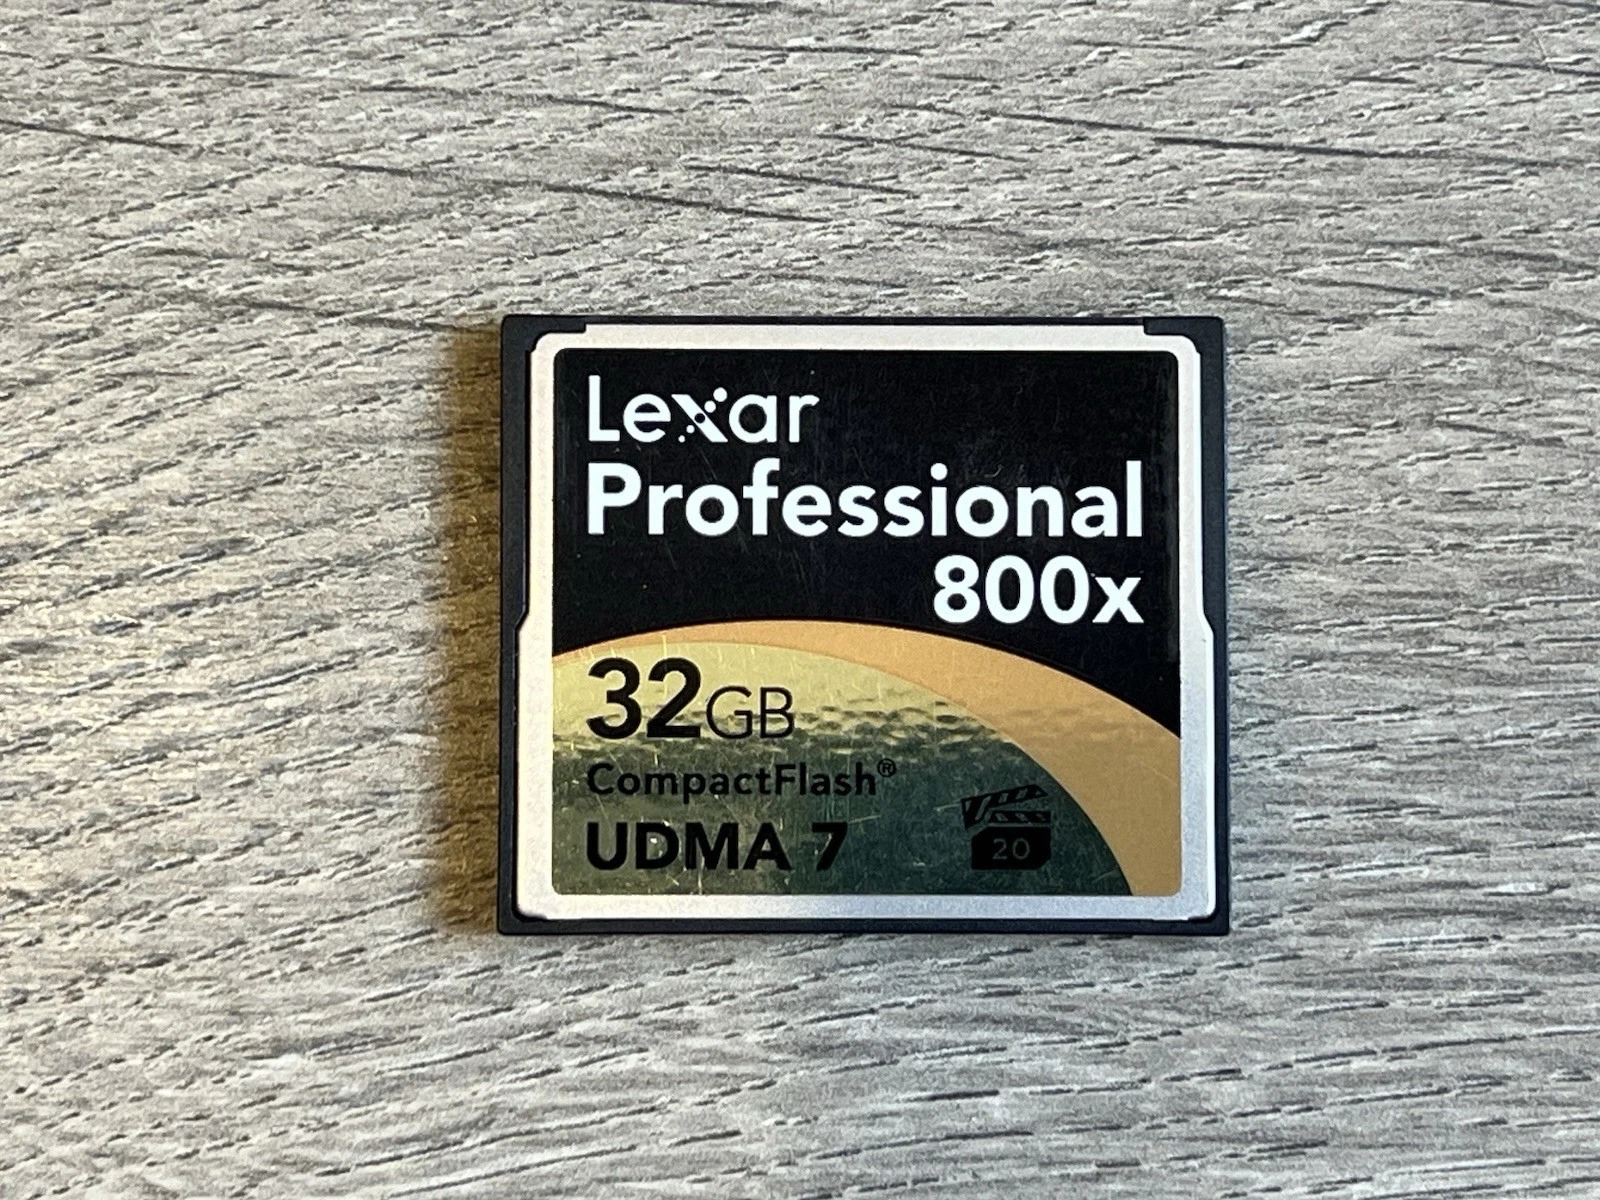 Lexar
Professional
800x
32GB
CompactFlash®
UDMA 7
20